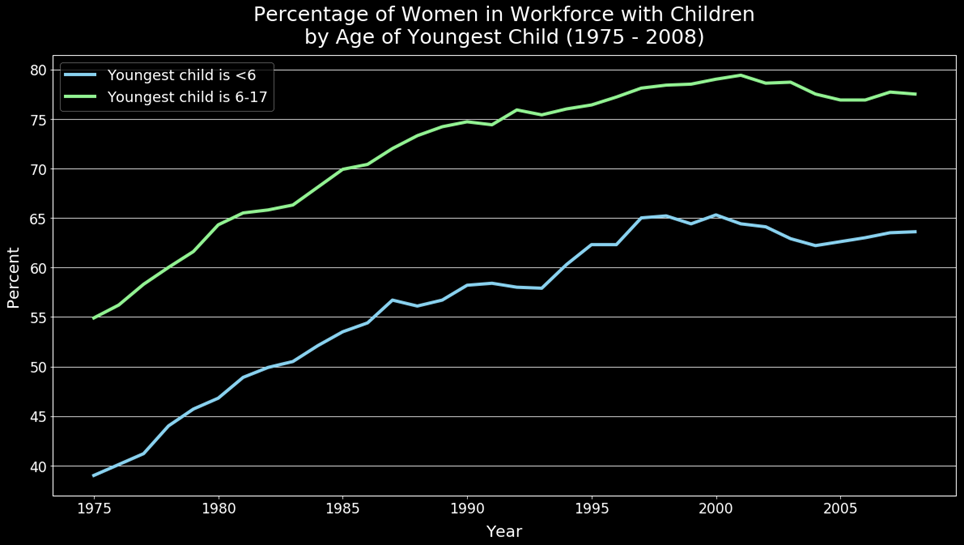 Percentage of Women in Workforce with Children
by Age of Youngest Child (1975 - 2008)
Youngest child is <6
Youngest child is 6-17
Percent
80
75
70
65
60
55
50
45
40
1975 1980 1985 1990 1995 2000 2005
Year